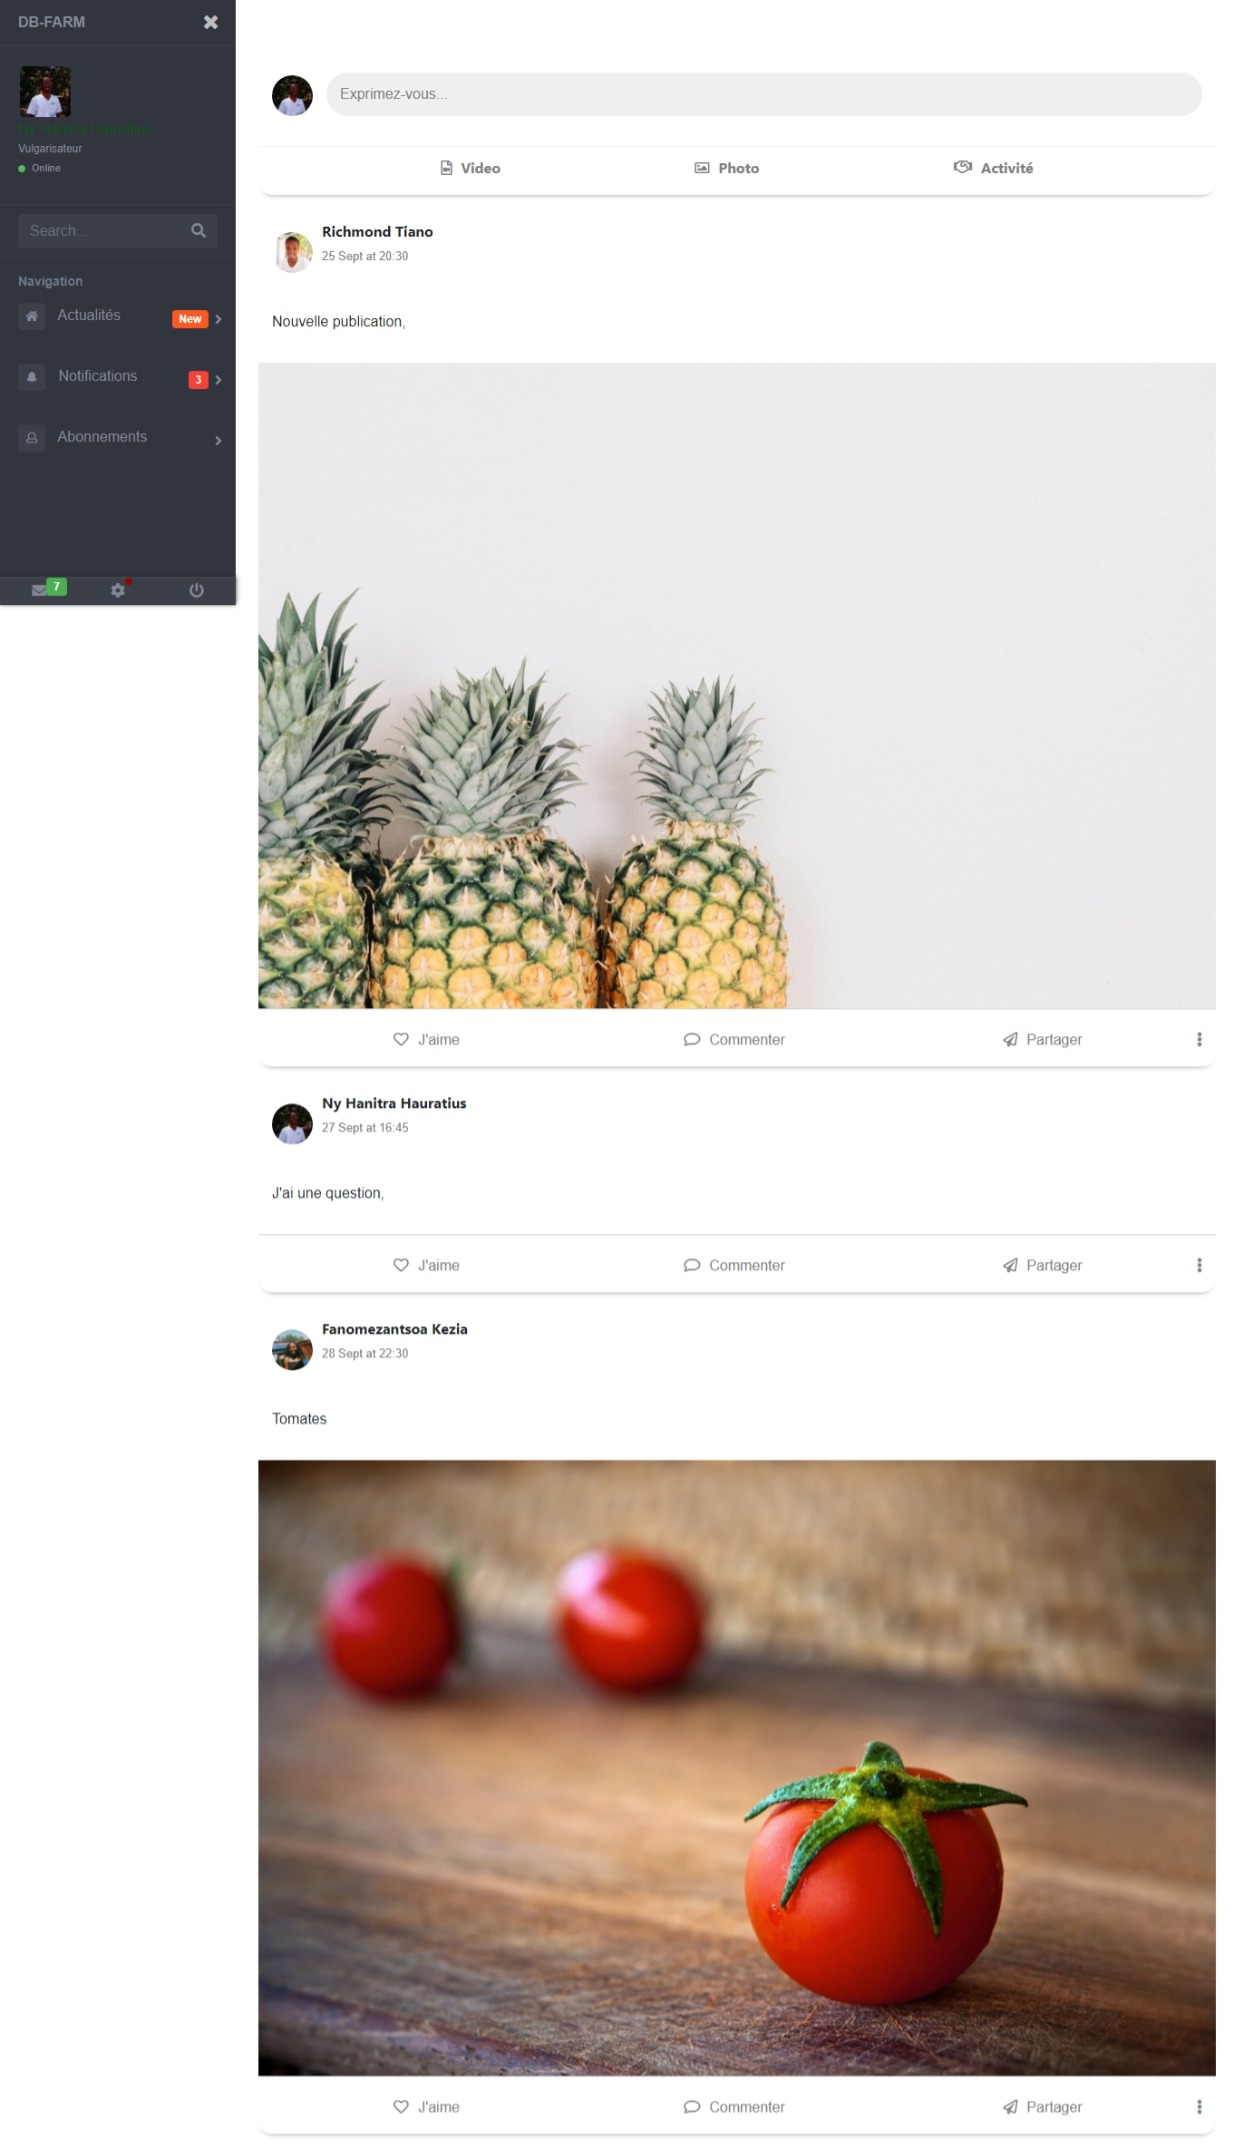 DB-FARM
Ny Hanitra Hauratius
Vulgarisateur
Online
Search...
Navigation
Actualités
New
Notifications
3
Abonnements
7
Exprimez-vous...
Video
Photo
Activité
Richmond Tiano
25 Sept at 20:30
Nouvelle publication,
J'aime
Commenter
Partager
Ny Hanitra Hauratius
27 Sept at 16:45
J'ai une question,
J'aime
Commenter
Partager
Fanomezantsoa Kezia
28 Sept at 22:30
Tomates
J'aime
Commenter
Partager